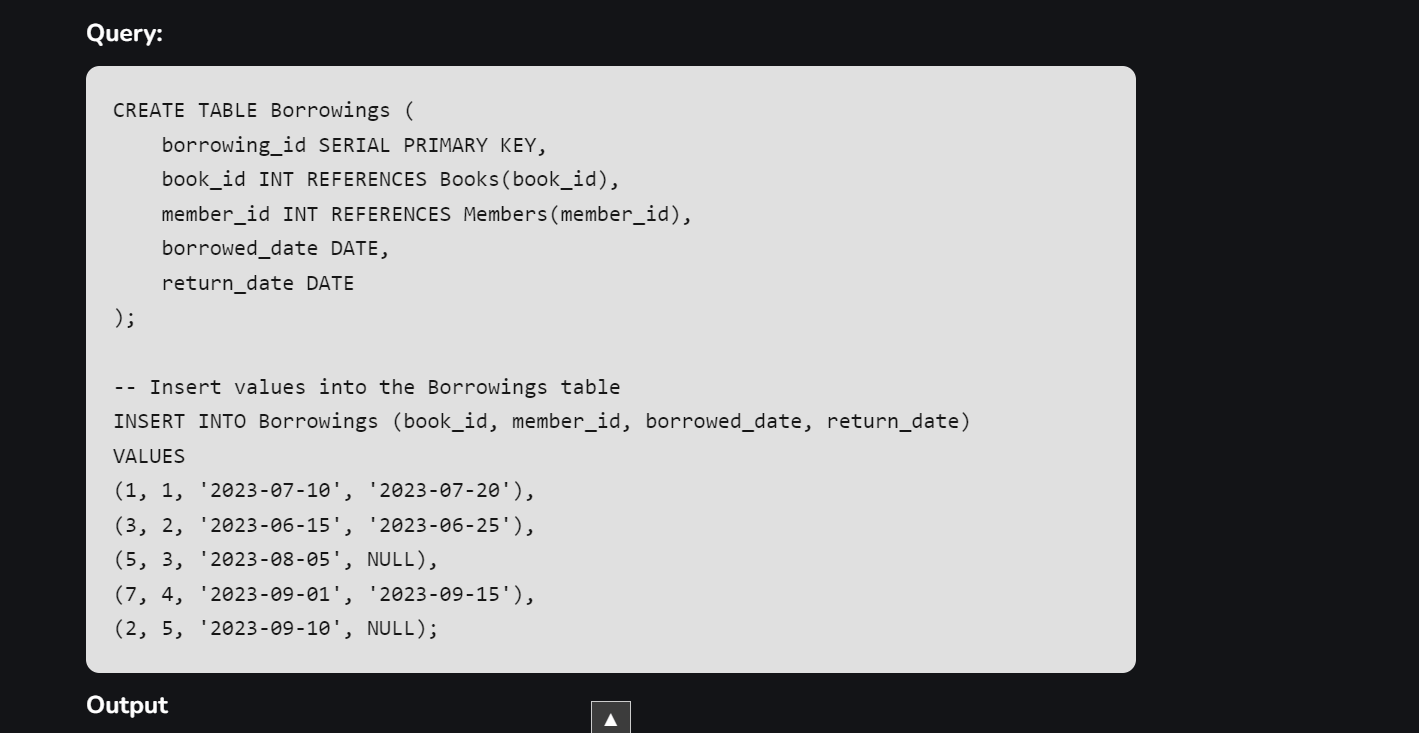 Query:
CREATE TABLE Borrowings (
    borrowing_id SERIAL PRIMARY KEY,
    book_id INT REFERENCES Books(book_id),
    member_id INT REFERENCES Members(member_id),
    borrowed_date DATE,
    return_date DATE
);

-- Insert values into the Borrowings table
INSERT INTO Borrowings (book_id, member_id, borrowed_date, return_date)
VALUES
(1, 1, '2023-07-10', '2023-07-20'),
(3, 2, '2023-06-15', '2023-06-25'),
(5, 3, '2023-08-05', NULL),
(7, 4, '2023-09-01', '2023-09-15'),
(2, 5, '2023-09-10', NULL);
Output